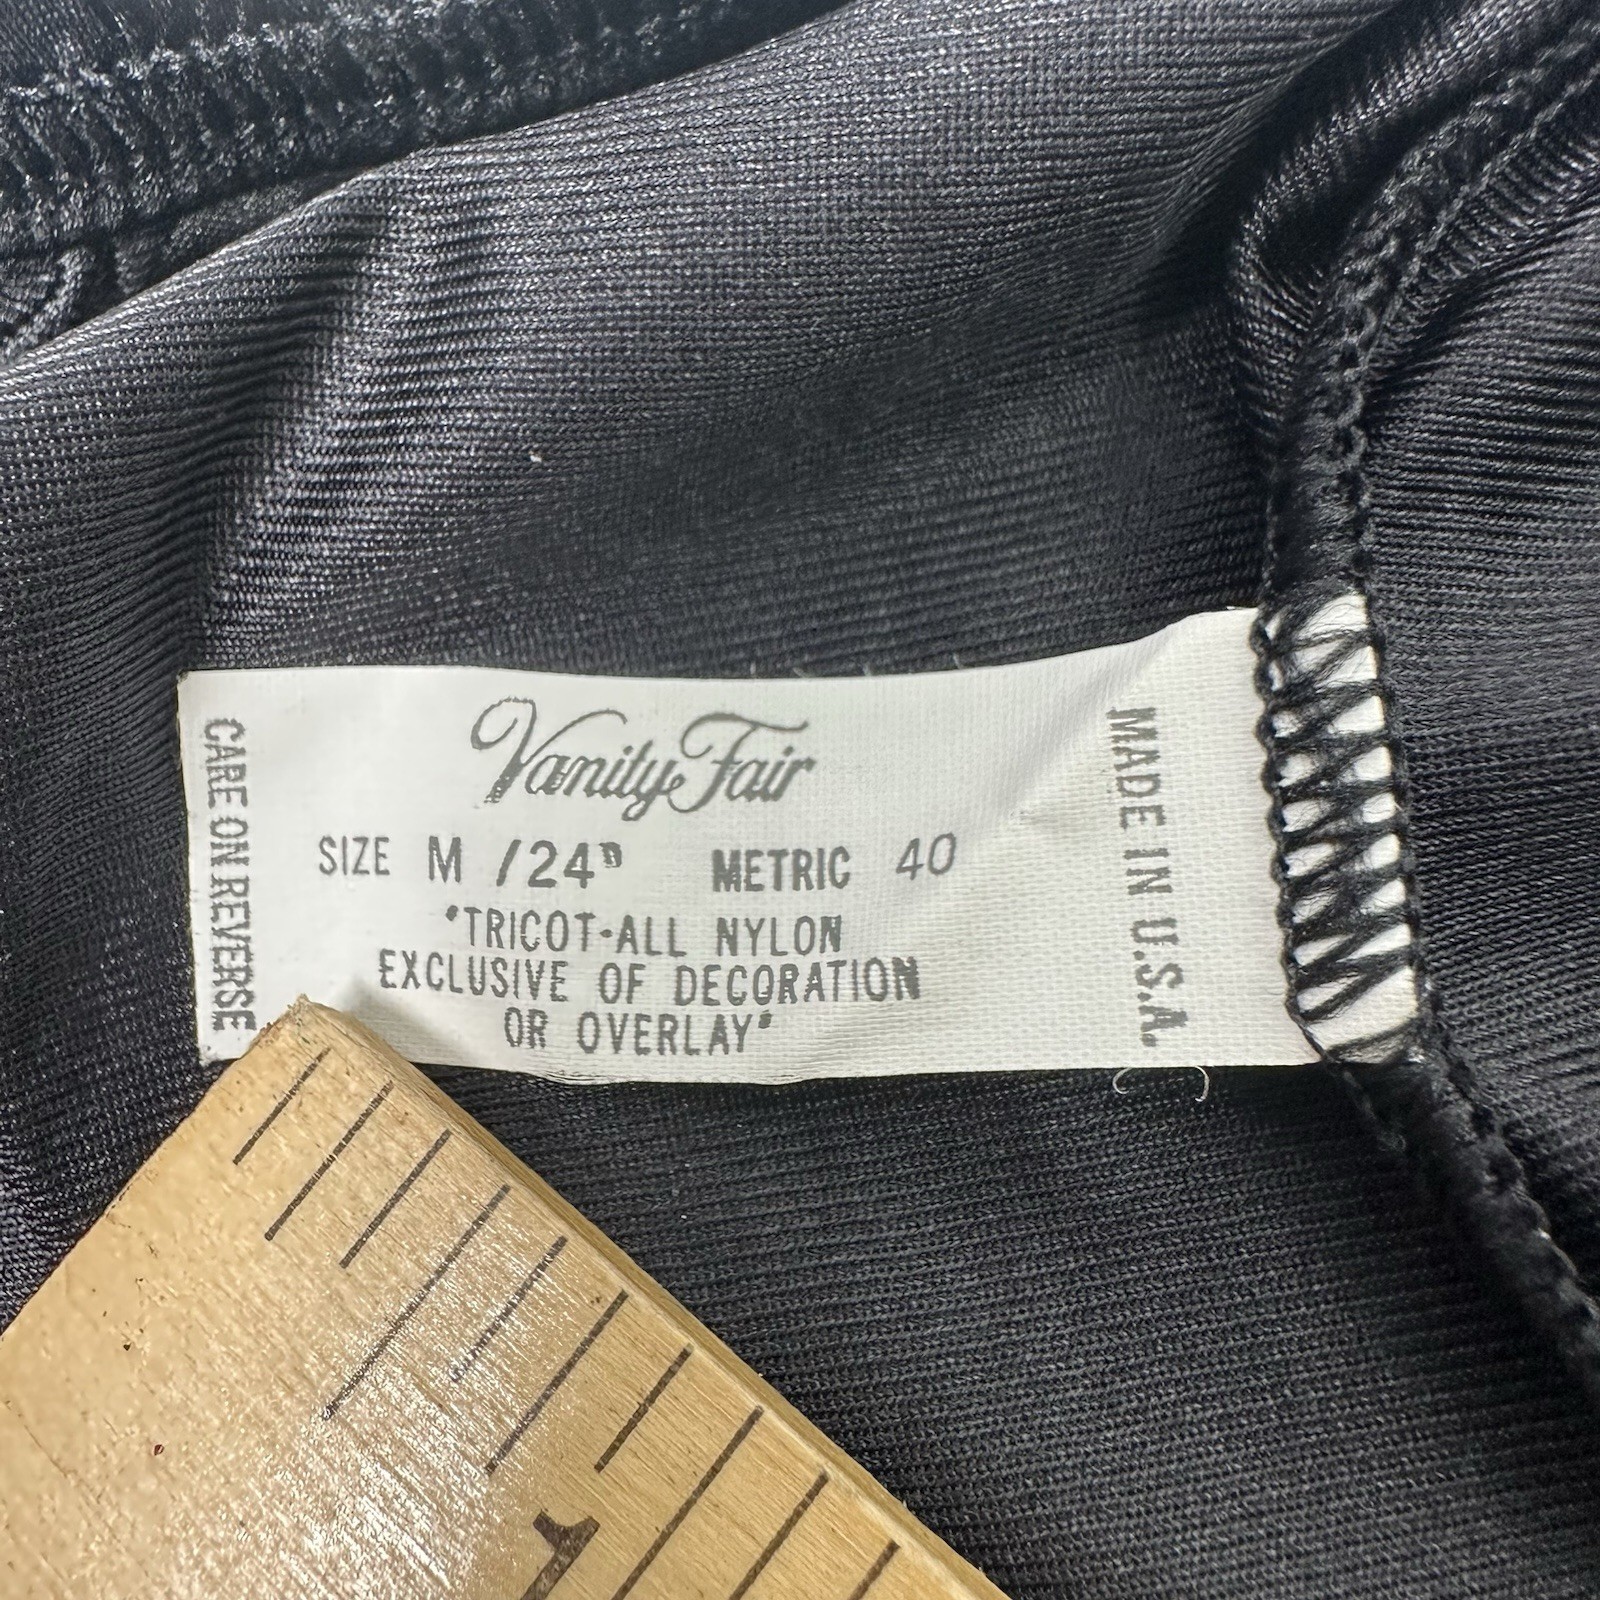 Vanity Fair
SIZE M /24" METRIC 40
"TRICOT-ALL NYLON
EXCLUSIVE OF DECORATION
OR OVERLAY"
CARE ON REVERSE
MADE IN U.S.A.
1